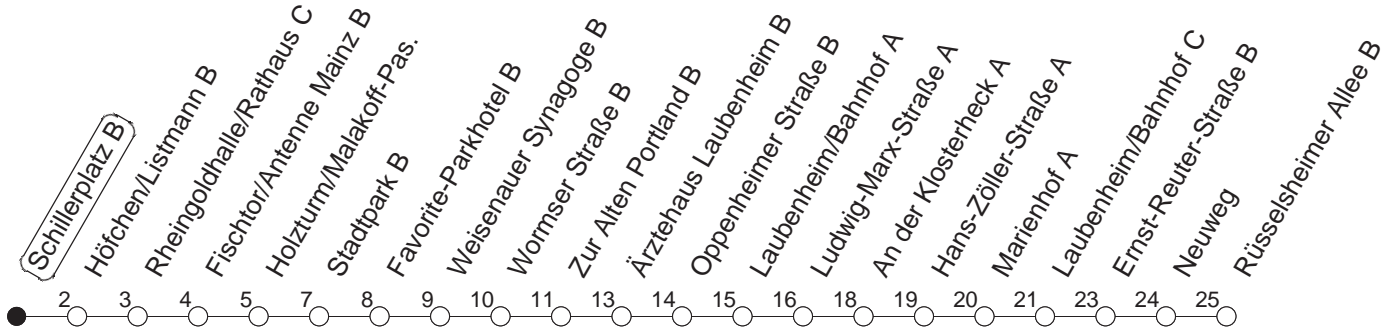 Schillerplatz B
Höfchen/Listmann B
Rheingoldhalle/Rathaus C
Fischtor/Antenne Mainz B
Holzturm/Malakoff-Pas.
Stadtpark B
Favorite-Parkhotel B
Weisenauer Synagoge B
Wormser Straße B
Zur Alten Portland B
Ärztehaus Laubenheim B
Oppenheimer Straße B
Laubenheim/Bahnhof A
Ludwig-Marx-Straße A
An der Klosterheck A
Hans-Zöller-Straße A
Marienhof A
Laubenheim/Bahnhof C
Ernst-Reuter-Straße B
Neuweg
Rüsselsheimer Allee B
2 3 4 5 7 8 9 10 11 13 14 15 16 18 19 20 21 23 24 25